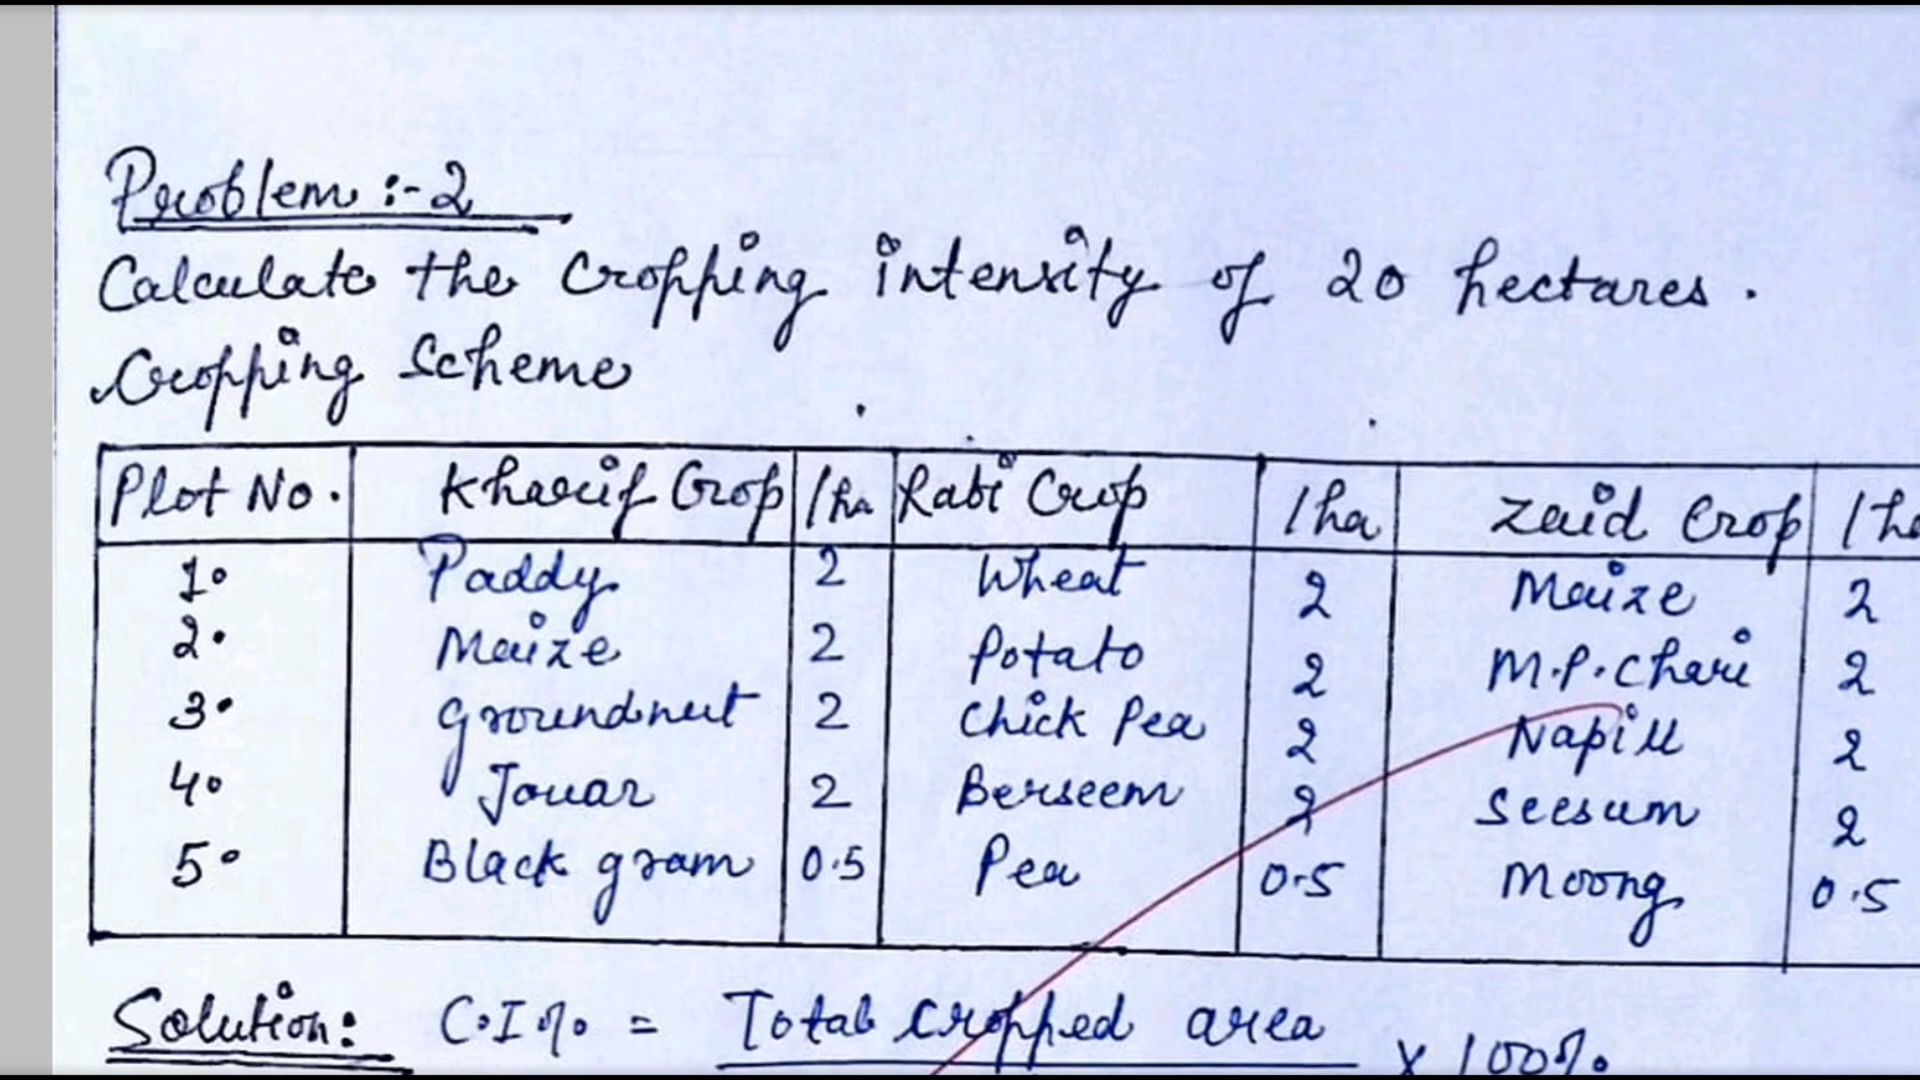 Problem :- 2
Calculate the Cropping intensity of 20 hectares.
Cropping Scheme
Plot No. Kharif Crop /ha Rabi Crop /ha Zaid Crop /ha
1. Paddy 2 Wheat 2 Maize 2
2. Maize 2 Potato 2 M.P. Chari 2
3. Groundnut 2 Chick Pea 2 Napill 2
4. Jouar 2 Berseem 2 Seesum 2
5. Black gram 0.5 Pea 0.5 Moong 0.5
Solution: C.I% = Total cropped area x 100%